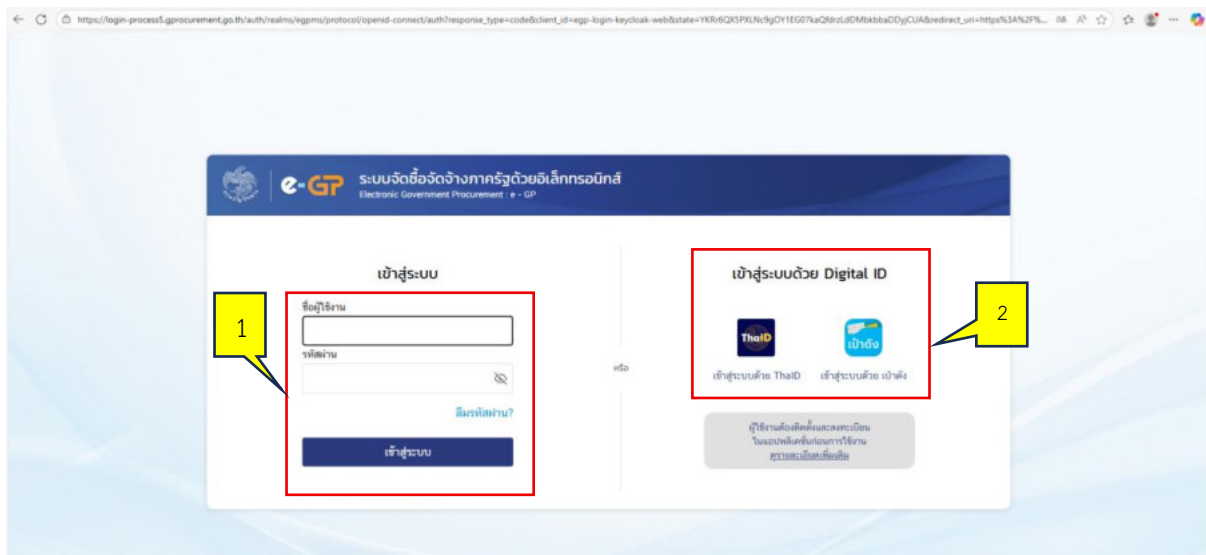 https://login-process5.gprocurement.go.th/auth/realms/egpms/protocol/openid-connect/auth?response_type=code&client_id=egp-login-keycloak-web&state=
e-GP
ระบบจัดซื้อจัดจ้างภาครัฐด้วยอิเล็กทรอนิกส์
Electronic Government Procurement : e - GP
เข้าสู่ระบบ
1
ชื่อผู้ใช้งาน
รหัสผ่าน
ลืมรหัสผ่าน?
เข้าสู่ระบบ
หรือ
เข้าสู่ระบบด้วย Digital ID
2
ThaID
เป๋าตัง
เข้าสู่ระบบด้วย ThaID
เข้าสู่ระบบด้วย เป๋าตัง
ผู้ใช้งานต้องติดตั้งและลงทะเบียน
ในแอปพลิเคชั่นก่อนการใช้งาน
ดูรายละเอียดเพิ่มเติม